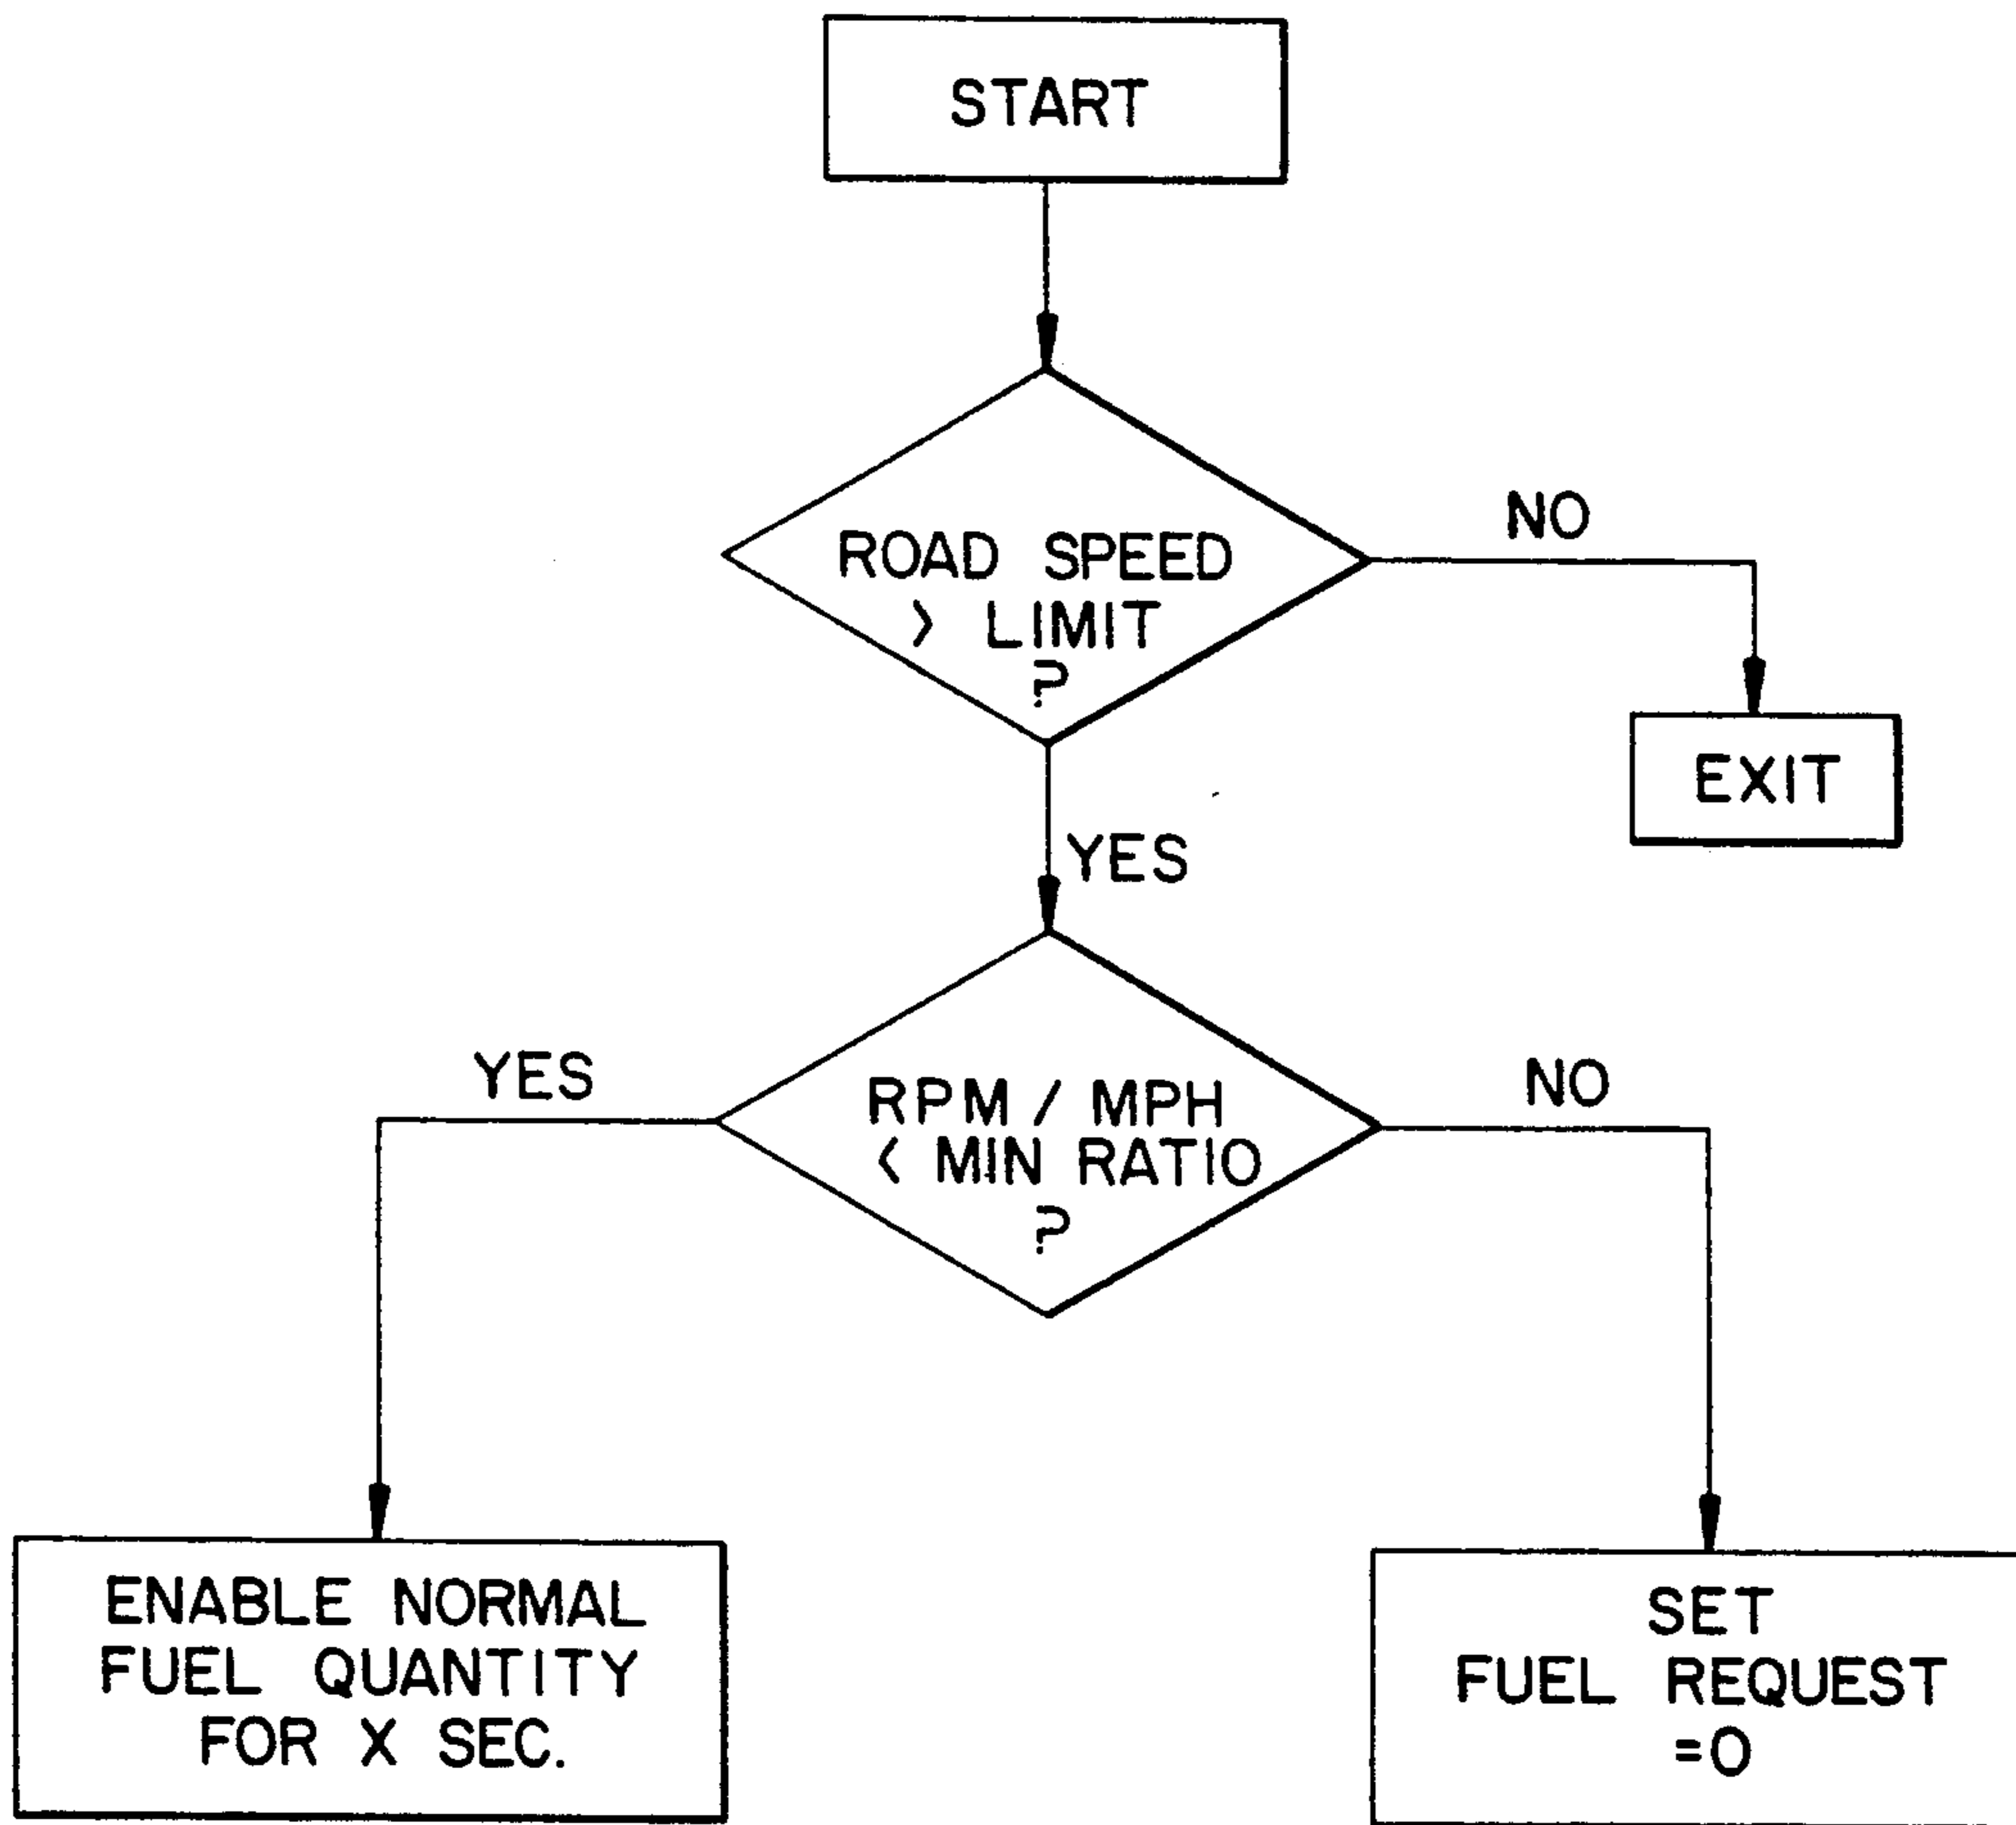 START
ROAD SPEED
> LIMIT
?
NO
EXIT
YES
YES
RPM / MPH
< MIN RATIO
?
NO
ENABLE NORMAL
FUEL QUANTITY
FOR X SEC.
SET
FUEL REQUEST
=0